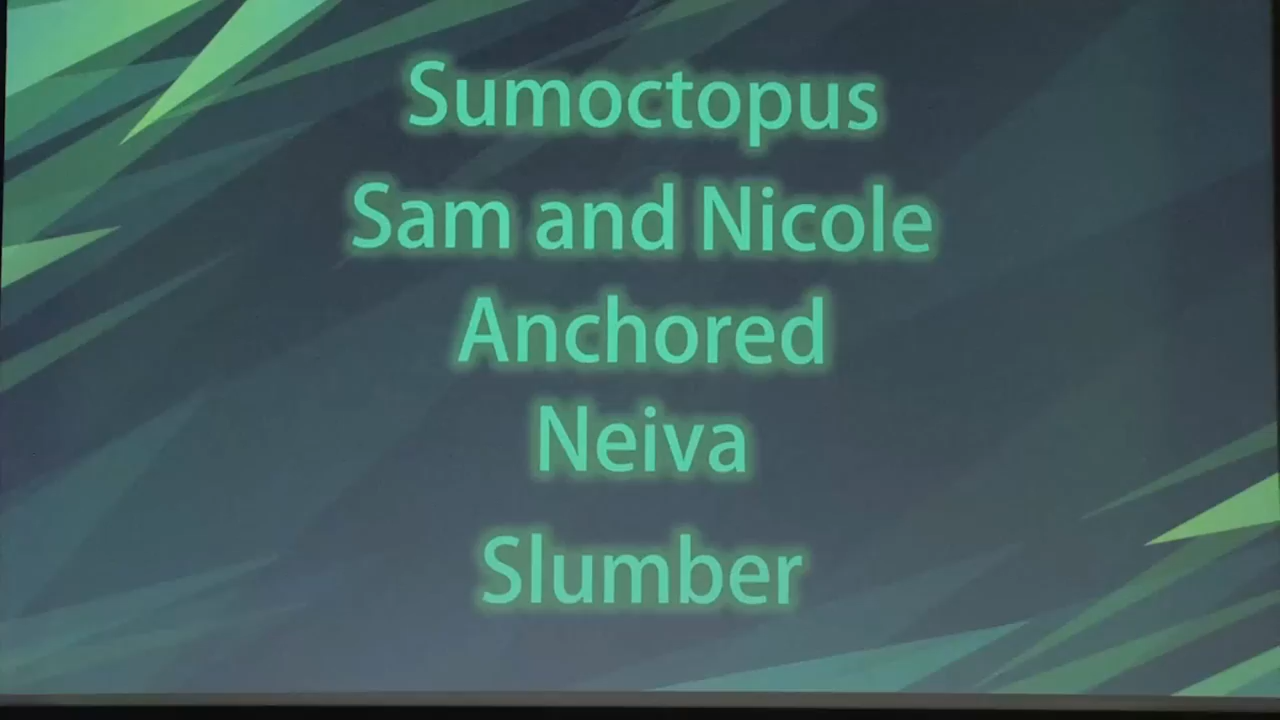 Sumoctopus
Sam and Nicole
Anchored
Neiva
Slumber